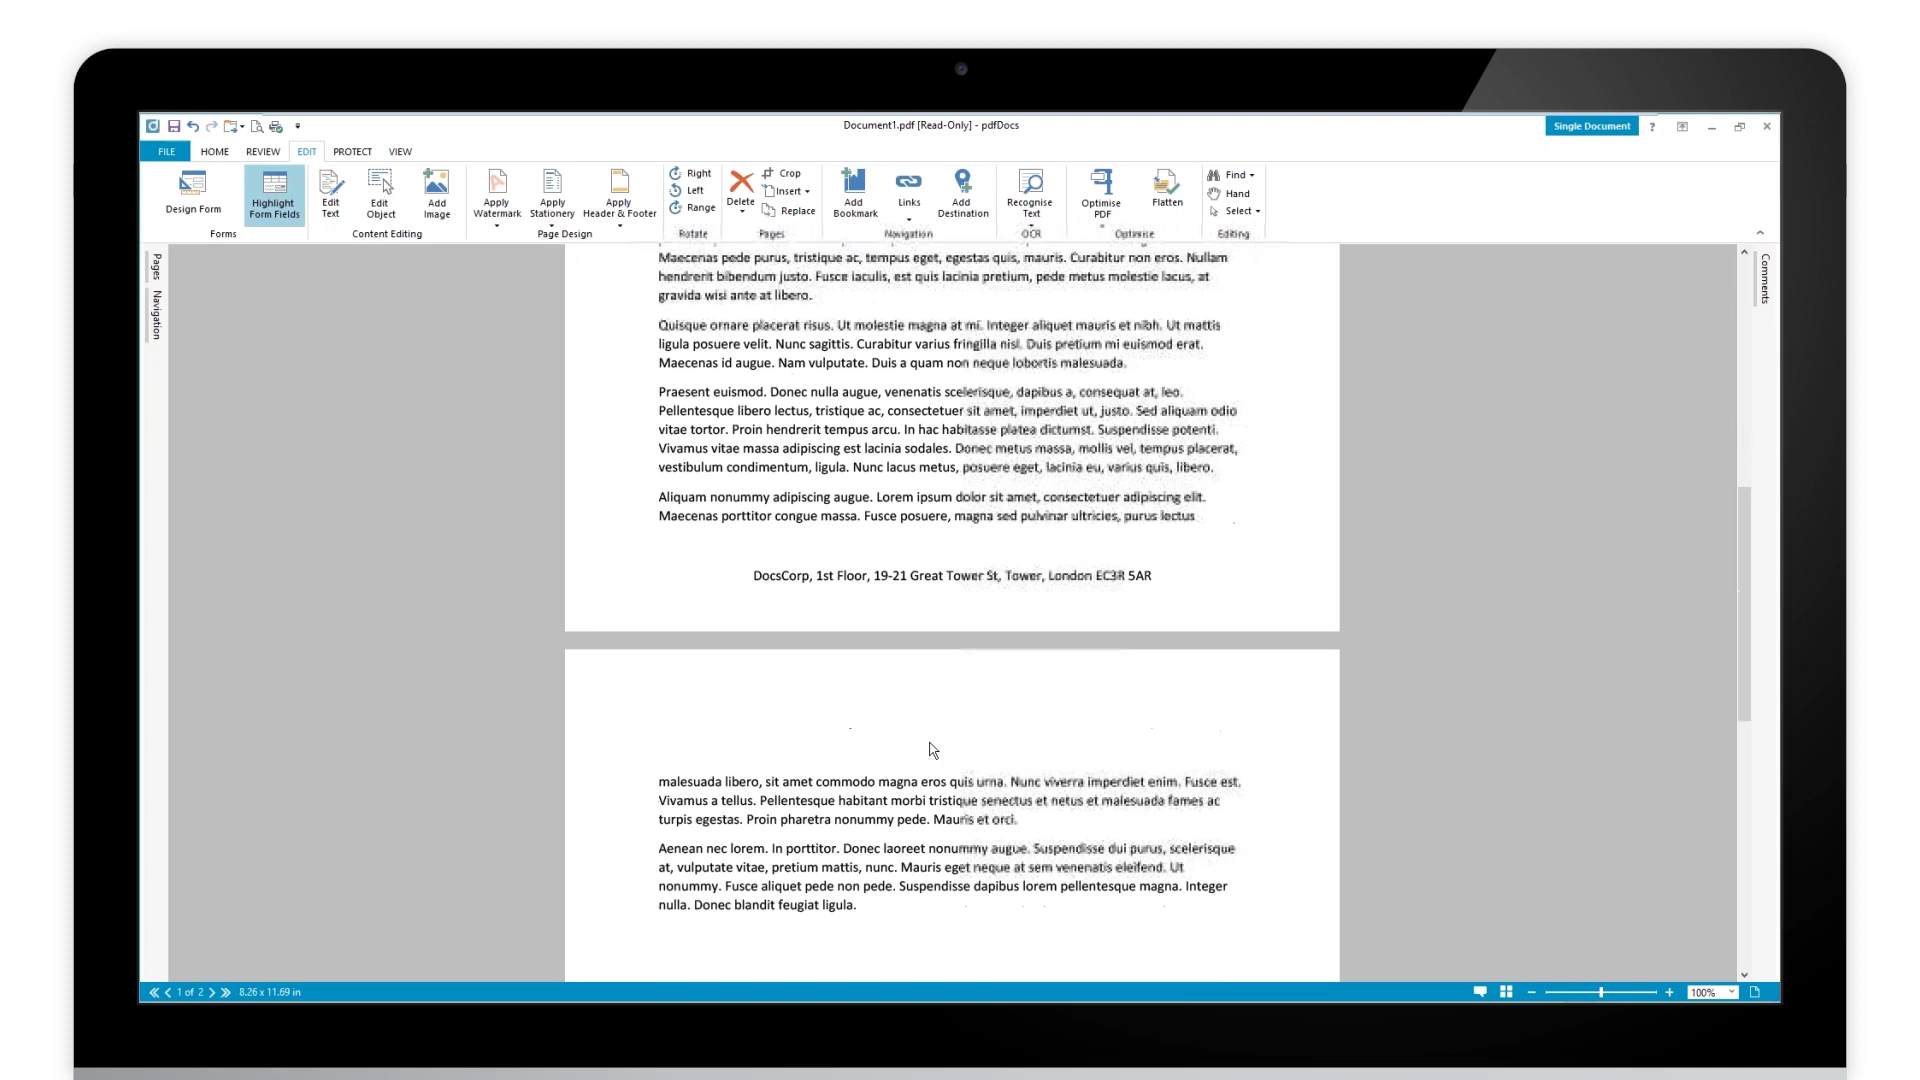 Document1.pdf [Read-Only] - pdfDocs
Single Document
?
FILE HOME REVIEW EDIT PROTECT VIEW
Design Form
Highlight Form Fields
Edit Text
Edit Object
Add Image
Apply Watermark
Apply Stationery
Apply Header & Footer
Right
Left
Range
Delete
Crop
Insert
Replace
Add Bookmark
Links
Add Destination
Recognise Text
Optimise PDF
Flatten
Find
Hand
Select
Forms
Content Editing
Page Design
Rotate
Pages
Navigation
OCR
Optimise
Editing
Pages
Navigation
Comments
Maecenas pede purus, tristique ac, tempus eget, egestas quis, mauris. Curabitur non eros. Nullam
hendrerit bibendum justo. Fusce iaculis, est quis lacinia pretium, pede metus molestie lacus, at
gravida wisi ante at libero.
Quisque ornare placerat risus. Ut molestie magna at mi. Integer aliquet mauris et nibh. Ut mattis
ligula posuere velit. Nunc sagittis. Curabitur varius fringilla nisl. Duis pretium mi euismod erat.
Maecenas id augue. Nam vulputate. Duis a quam non neque lobortis malesuada.
Praesent euismod. Donec nulla augue, venenatis scelerisque, dapibus a, consequat at, leo.
Pellentesque libero lectus, tristique ac, consectetuer sit amet, imperdiet ut, justo. Sed aliquam odio
vitae tortor. Proin hendrerit tempus arcu. In hac habitasse platea dictumst. Suspendisse potenti.
Vivamus vitae massa adipiscing est lacinia sodales. Donec metus massa, mollis vel, tempus placerat,
vestibulum condimentum, ligula. Nunc lacus metus, posuere eget, lacinia eu, varius quis, libero.
Aliquam nonummy adipiscing augue. Lorem ipsum dolor sit amet, consectetuer adipiscing elit.
Maecenas porttitor congue massa. Fusce posuere, magna sed pulvinar ultricies, purus lectus
DocsCorp, 1st Floor, 19-21 Great Tower St, Tower, London EC3R 5AR
malesuada libero, sit amet commodo magna eros quis urna. Nunc viverra imperdiet enim. Fusce est.
Vivamus a tellus. Pellentesque habitant morbi tristique senectus et netus et malesuada fames ac
turpis egestas. Proin pharetra nonummy pede. Mauris et orci.
Aenean nec lorem. In porttitor. Donec laoreet nonummy augue. Suspendisse dui purus, scelerisque
at, vulputate vitae, pretium mattis, nunc. Mauris eget neque at sem venenatis eleifend. Ut
nonummy. Fusce aliquet pede non pede. Suspendisse dapibus lorem pellentesque magna. Integer
nulla. Donec blandit feugiat ligula.
1 of 2 8.26 x 11.69 in
100%